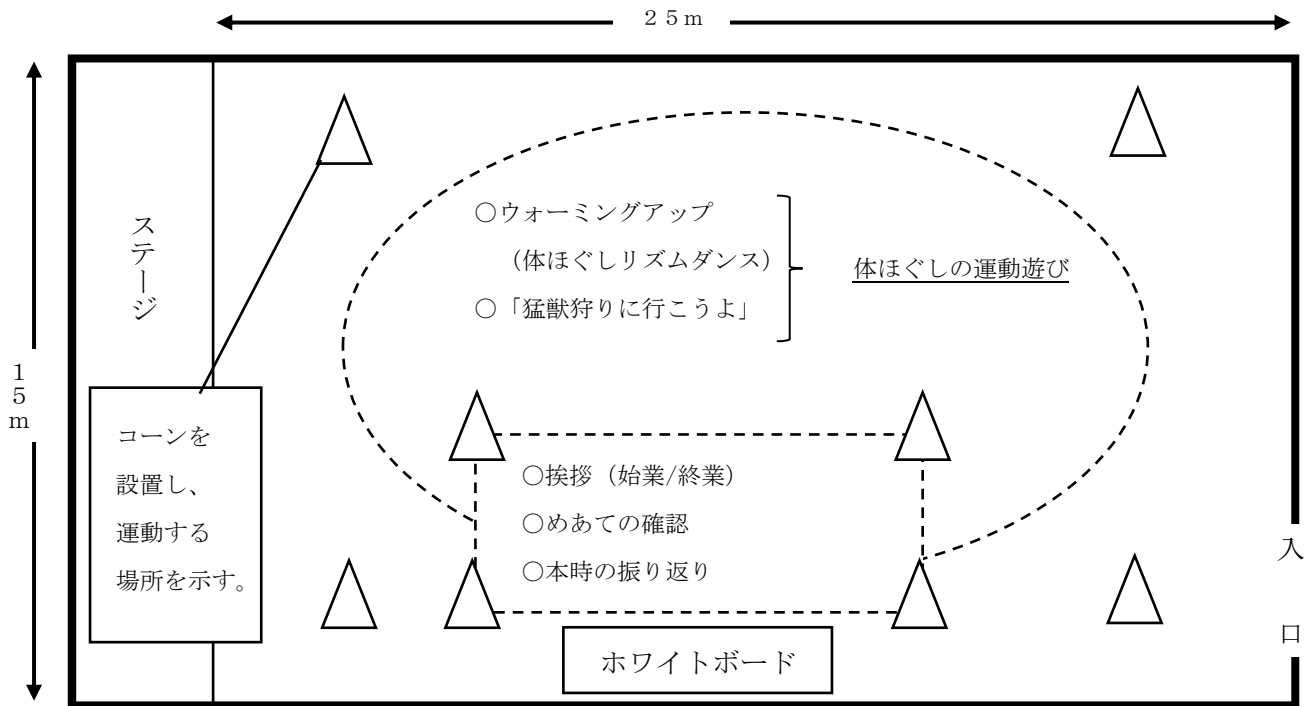 ２５m
１５m
ステージ
○ウォーミングアップ
（体ほぐしリズムダンス）
○「猛獣狩りに行こうよ」
体ほぐしの運動遊び
コーンを
設置し、
運動する
場所を示す。
○挨拶（始業/終業）
○めあての確認
○本時の振り返り
ホワイトボード
入口